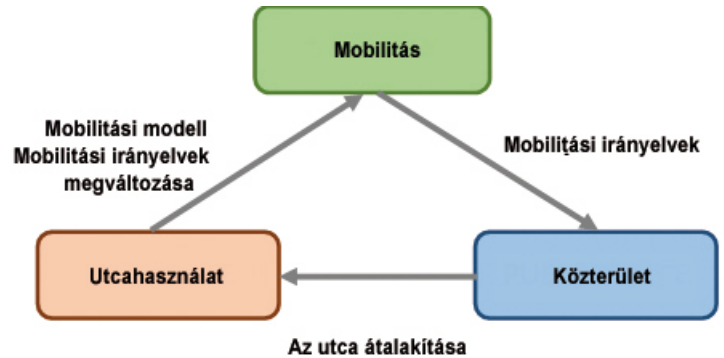 Mobilitás
Mobilitási modell
Mobilitási irányelvek
megváltozása
Mobilitási irányelvek
Utcahasználat
Közterület
Az utca átalakítása